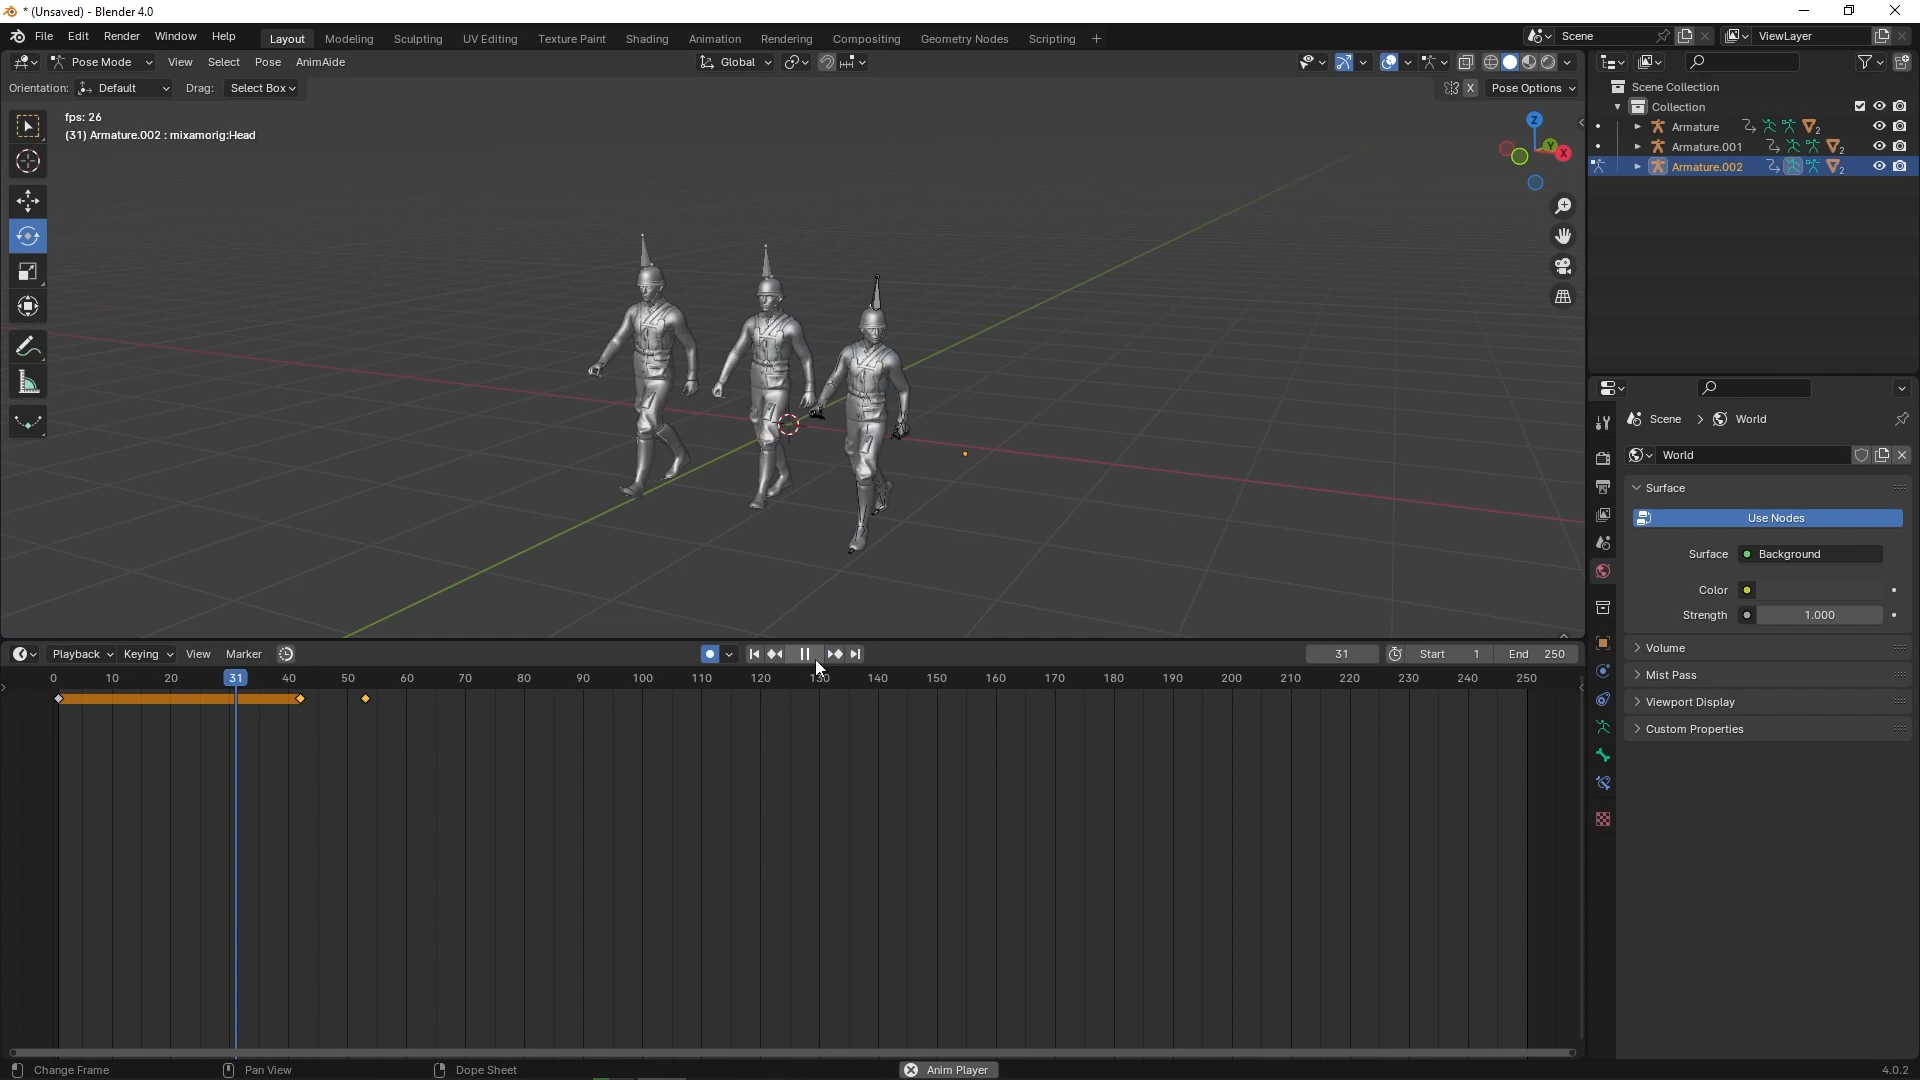 * (Unsaved) - Blender 4.0
File Edit Render Window Help Layout Modeling Sculpting UV Editing Texture Paint Shading Animation Rendering Compositing Geometry Nodes Scripting + Scene ViewLayer
Pose Mode View Select Pose AnimAide Global
Orientation: Default Drag: Select Box X Pose Options
fps: 26
(31) Armature.002 : mixamorig:Head
Z
Y
X
Scene Collection
Collection
Armature 2
Armature.001 2
Armature.002 2
Scene > World
World
Surface
Use Nodes
Surface Background
Color
Strength 1.000
Volume
Mist Pass
Viewport Display
Custom Properties
Playback Keying View Marker 31 Start 1 End 250
0 10 20 31 40 50 60 70 80 90 100 110 120 130 140 150 160 170 180 190 200 210 220 230 240 250
Change Frame Pan View Dope Sheet Anim Player 4.0.2